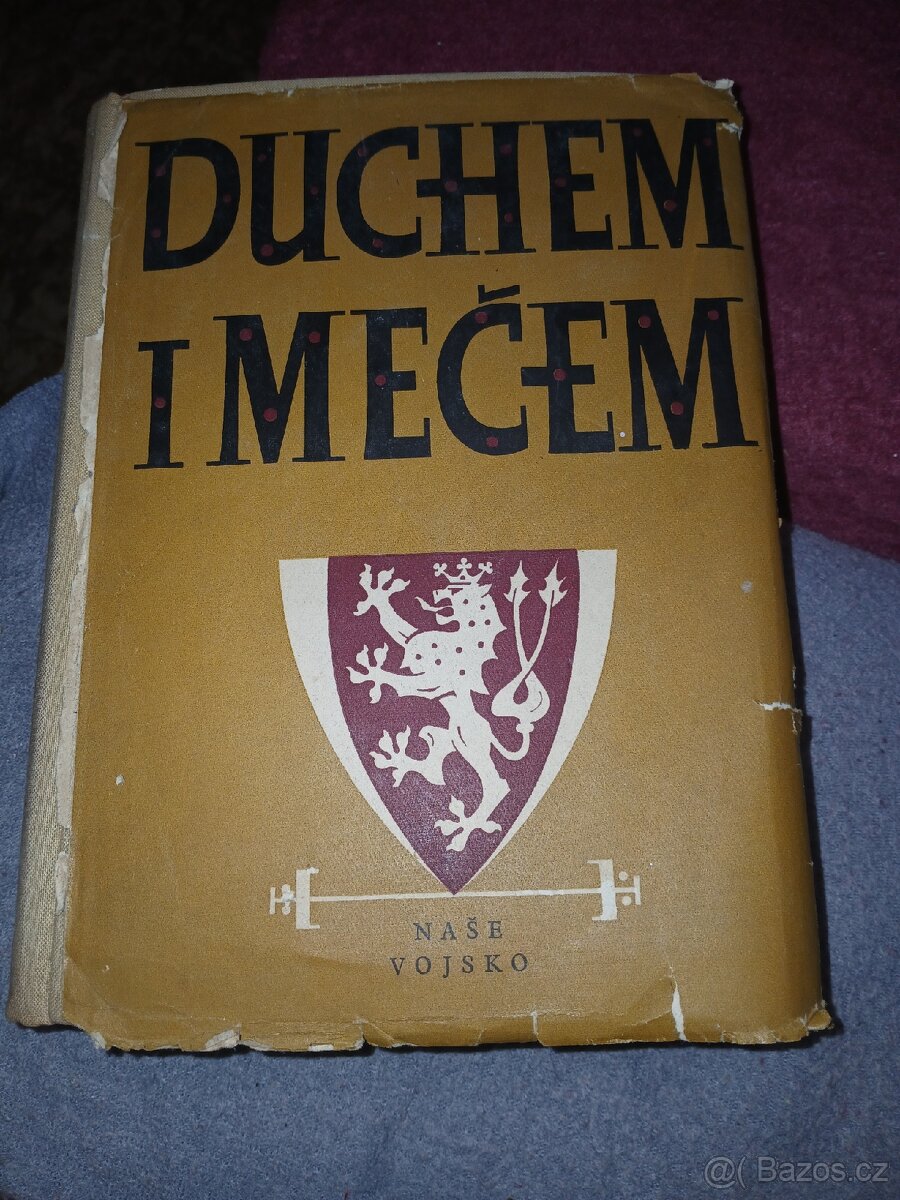 DUCHEM
I MEČEM
NAŠE
VOJSKO
@( Bazos.cz